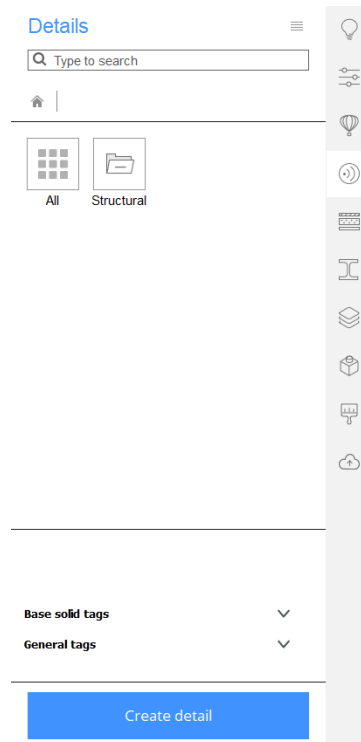 Details
Type to search
All
Structural
Base solid tags
General tags
Create detail